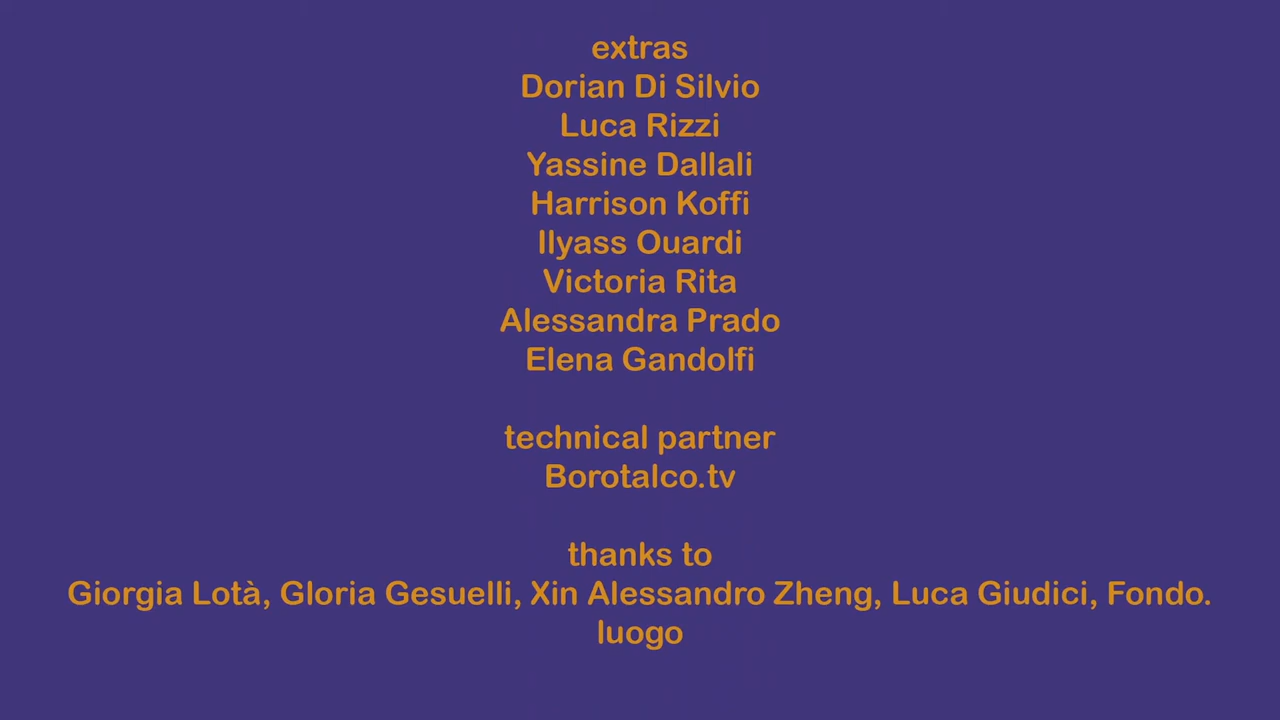 extras
Dorian Di Silvio
Luca Rizzi
Yassine Dallali
Harrison Koffi
Ilyass Ouardi
Victoria Rita
Alessandra Prado
Elena Gandolfi
technical partner
Borotalco.tv
thanks to
Giorgia Lotà, Gloria Gesuelli, Xin Alessandro Zheng, Luca Giudici, Fondo.
luogo